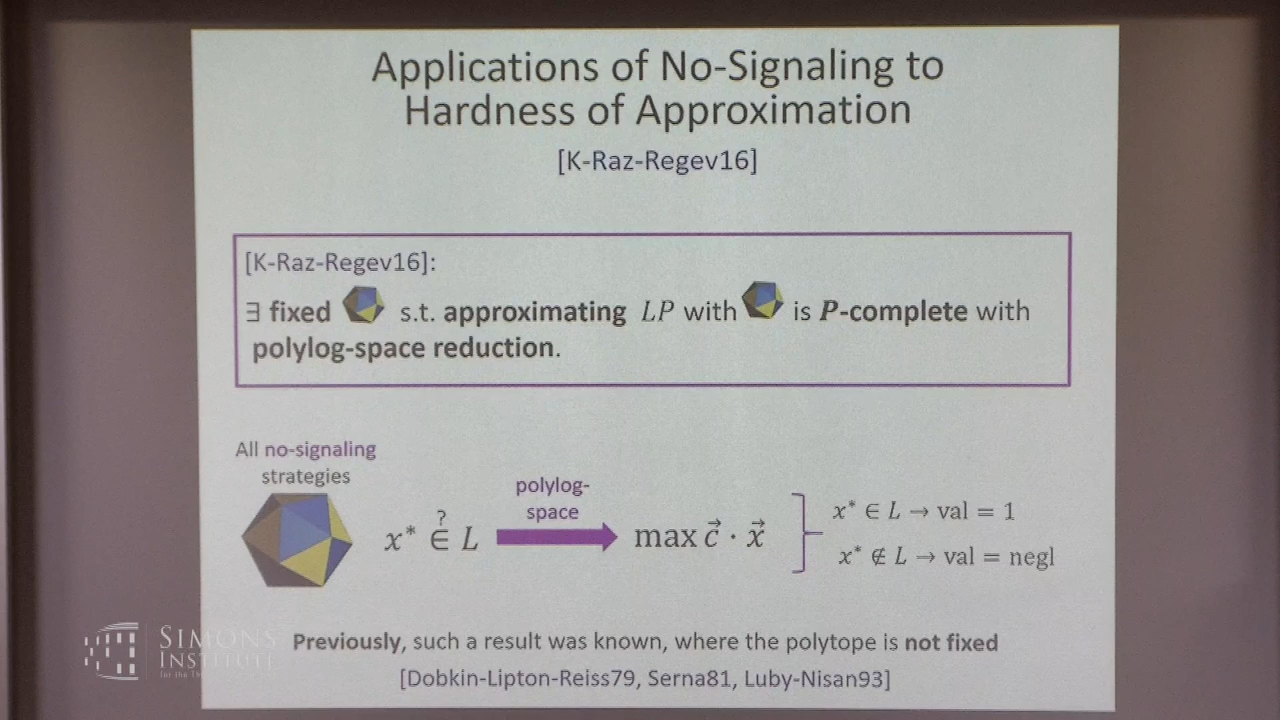 Applications of No-Signaling to
Hardness of Approximation
[K-Raz-Regev16]
[K-Raz-Regev16]:
∃ fixed s.t. approximating LP with is P-complete with
polylog-space reduction.
All no-signaling
strategies
polylog-
space
x* ∈? L max c⃗ · x⃗
x* ∈ L → val = 1
x* ∉ L → val = negl
Previously, such a result was known, where the polytope is not fixed
[Dobkin-Lipton-Reiss79, Serna81, Luby-Nisan93]
SIMONS
INSTITUTE
for the